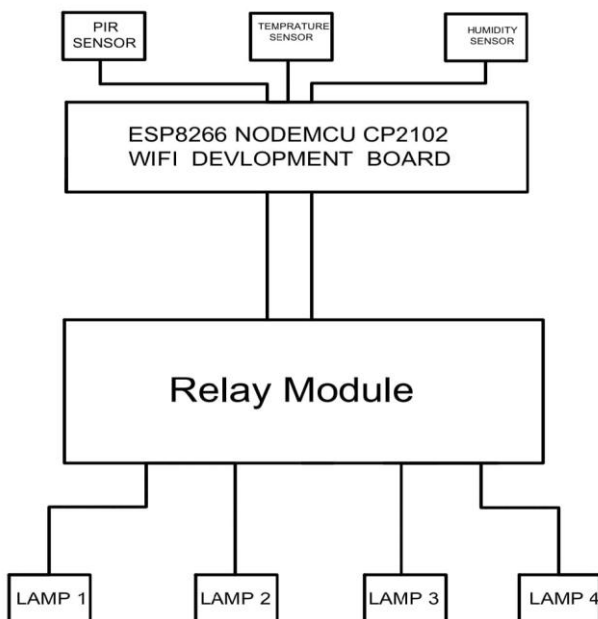 PIR
SENSOR
TEMPRATURE
SENSOR
HUMIDITY
SENSOR
ESP8266 NODEMCU CP2102
WIFI DEVLOPMENT BOARD
Relay Module
LAMP 1
LAMP 2
LAMP 3
LAMP 4